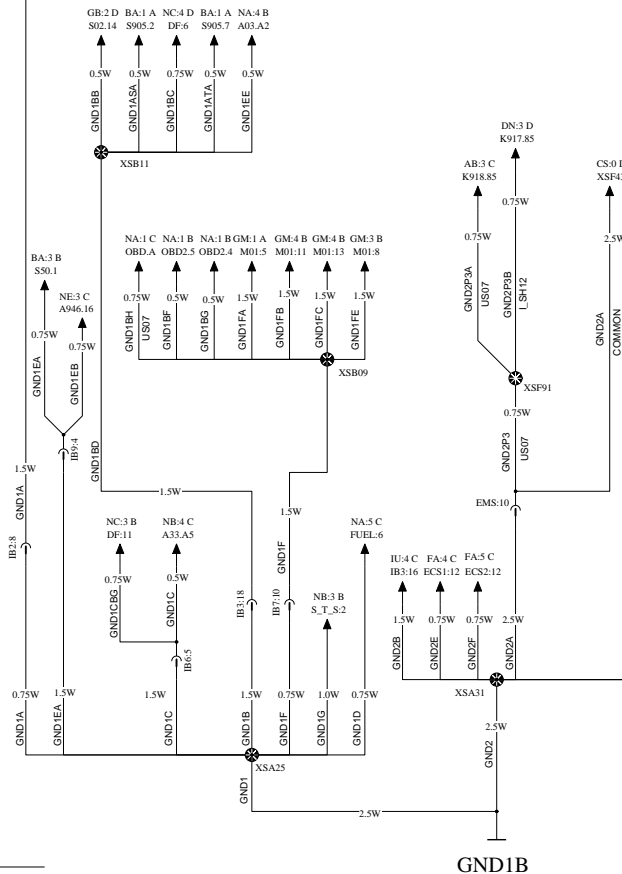 GB:2 D BA:1 A NC:4 D BA:1 A NA:4 B
S02.14 S905.2 DF:6 S905.7 A03.A2
0.5W 0.5W 0.75W 0.5W 0.5W
GND1BB GND1ASA GND1BC GND1ATA GND1EE
XSB11
DN:3 D
K917.85
AB:3 C
K918.85
CS:0 D
0.75W
0.75W
2.5W
GND2P3A
US07
GND2P3B
I_SH12
GND2A
COMMON
NA:1 C NA:1 B NA:1 B GM:1 A GM:4 B GM:4 B GM:3 B
OBD.A OBD2.5 OBD2.4 M01:5 M01:11 M01:13 M01:8
0.75W 0.5W 0.5W 1.5W 1.5W 1.5W 1.5W
GND1BH
US07
GND1BF GND1BG GND1FA GND1FB GND1FC GND1FE
XSB09
BA:3 B
S50.1
NE:3 C
A946.16
0.75W
0.75W
GND1EA
GND1EB
XSF91
0.75W
GND2P3
US07
IB9:4
GND1BD
1.5W
1.5W
GND1A
1.5W
GND1F
EMS:10
NC:3 B NB:4 C NA:5 C
DF:11 A33.A5 FUEL:6
0.75W 0.5W
GND1CBG GND1C
IB2:8
IB3:18
IB7:10
IB6:5
NB:3 B
S_T_S:2
IU:4 C FA:4 C FA:5 C
IB3:16 ECS1:12 ECS2:12
1.5W 0.75W 0.75W 2.5W
GND2B GND2E GND2F GND2A
XSA31
0.75W 1.5W 1.5W 1.5W 0.75W 1.0W 0.75W
GND1A GND1EA GND1C GND1B GND1F GND1G GND1D
XSA25
GND1
2.5W
2.5W
GND2
GND1B